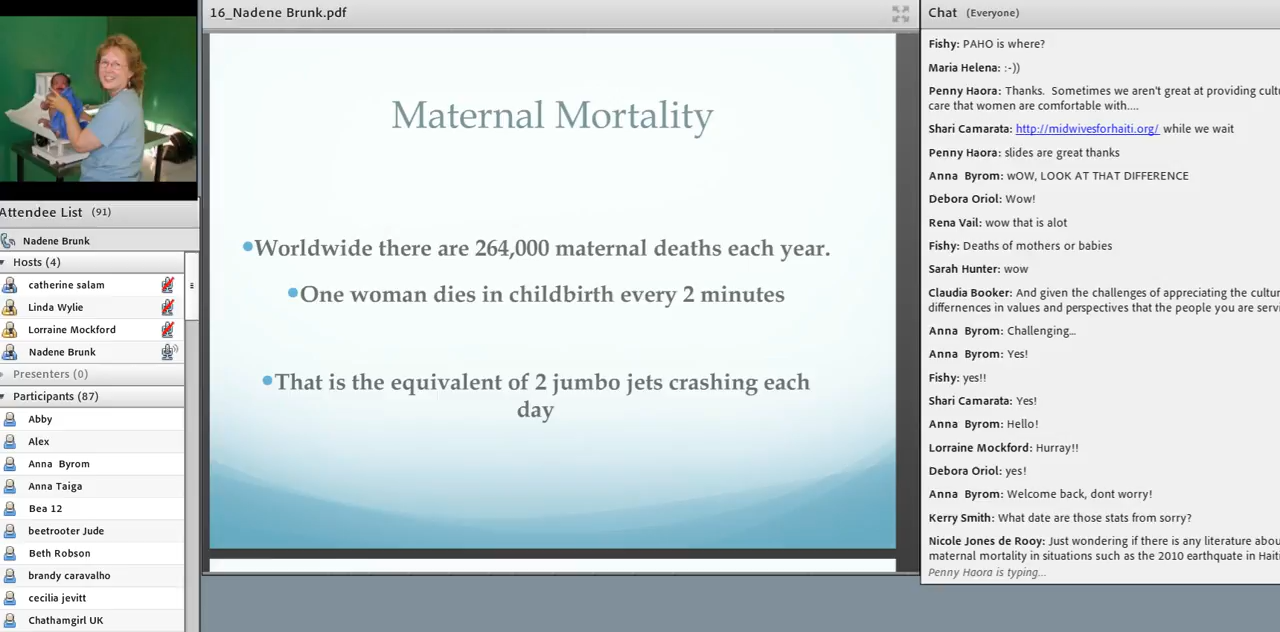 16_Nadene Brunk.pdf
Maternal Mortality
Worldwide there are 264,000 maternal deaths each year.
One woman dies in childbirth every 2 minutes
That is the equivalent of 2 jumbo jets crashing each
day
Attendee List (91)
Nadene Brunk
Hosts (4)
catherine salam
Linda Wylie
Lorraine Mockford
Nadene Brunk
Presenters (0)
Participants (87)
Abby
Alex
Anna Byrom
Anna Taiga
Bea 12
beetrooter Jude
Beth Robson
brandy caravalho
cecilia jevitt
Chathamgirl UK
Chat (Everyone)
Fishy: PAHO is where?
Maria Helena: :-))
Penny Haora: Thanks. Sometimes we aren't great at providing cultu
care that women are comfortable with....
Shari Camarata: http://midwivesforhaiti.org/ while we wait
Penny Haora: slides are great thanks
Anna Byrom: wOW, LOOK AT THAT DIFFERENCE
Debora Oriol: Wow!
Rena Vail: wow that is alot
Fishy: Deaths of mothers or babies
Sarah Hunter: wow
Claudia Booker: And given the challenges of appreciating the cultur
differnences in values and perspectives that the people you are servi
Anna Byrom: Challenging...
Anna Byrom: Yes!
Fishy: yes!!
Shari Camarata: Yes!
Anna Byrom: Hello!
Lorraine Mockford: Hurray!!
Debora Oriol: yes!
Anna Byrom: Welcome back, dont worry!
Kerry Smith: What date are those stats from sorry?
Nicole Jones de Rooy: Just wondering if there is any literature abou
maternal mortality in situations such as the 2010 earthquate in Hait
Penny Haora is typing...